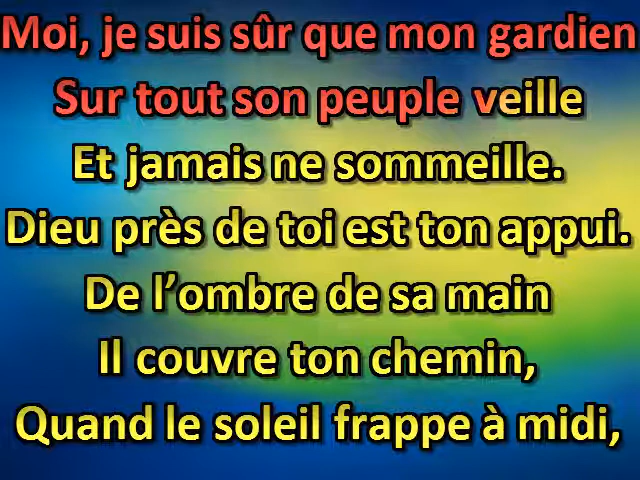 Moi, je suis sûr que mon gardien
Sur tout son peuple veille
Et jamais ne sommeille.
Dieu près de toi est ton appui.
De l’ombre de sa main
Il couvre ton chemin,
Quand le soleil frappe à midi,